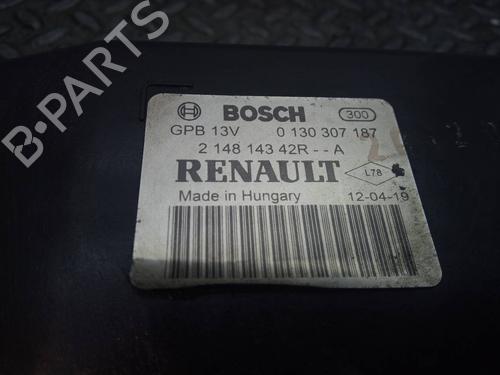 B-PARTS
BOSCH 300
GPB 13V 0 130 307 187
2 148 143 42R - - A
RENAULT L78
Made in Hungary 12-04-19